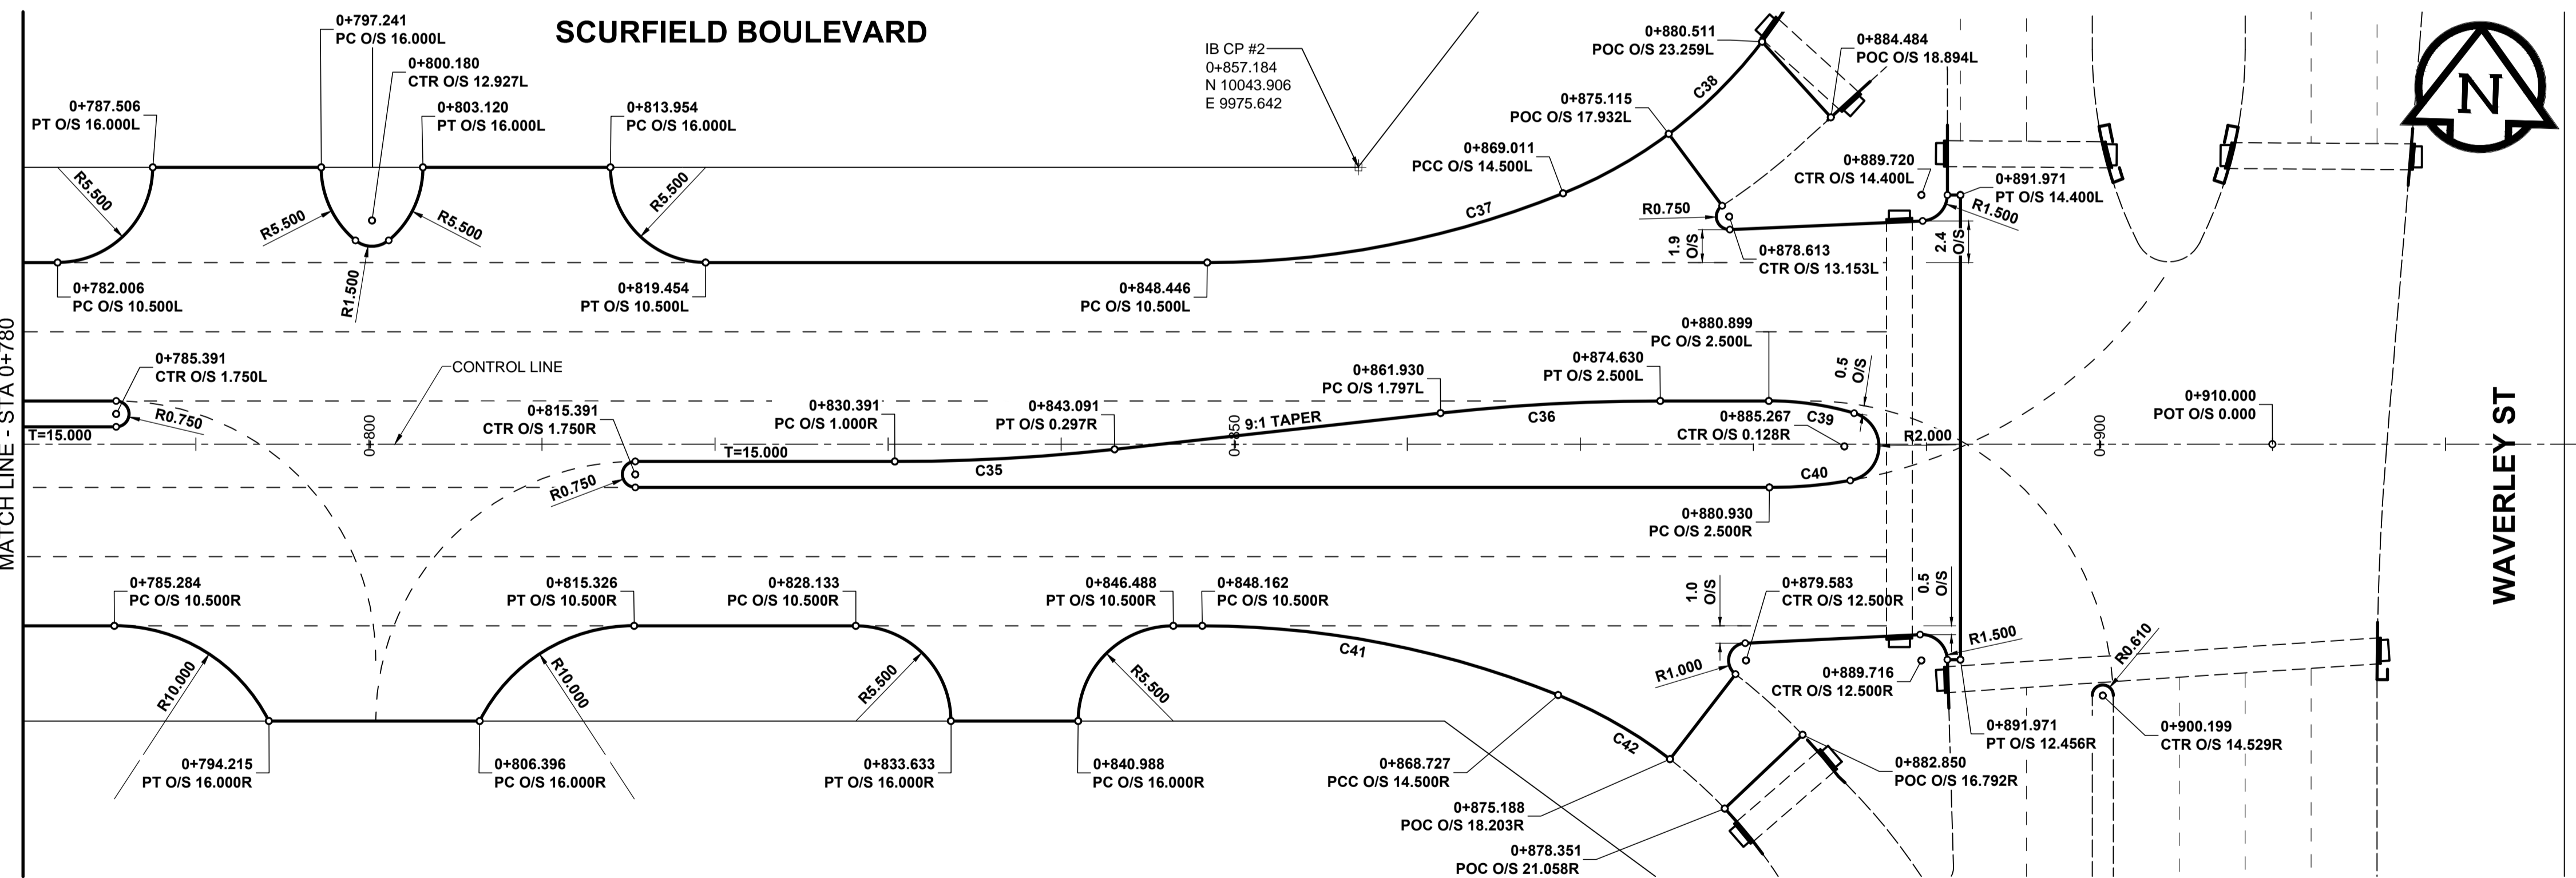 SCURFIELD BOULEVARD
0+797.241
PC O/S 16.000L
0+800.180
CTR O/S 12.927L
0+787.506
PT O/S 16.000L
0+803.120
PT O/S 16.000L
0+813.954
PC O/S 16.000L
IB CP #2
0+857.184
N 10043.906
E 9975.642
0+880.511
POC O/S 23.259L
0+884.484
POC O/S 18.894L
C38
0+875.115
POC O/S 17.932L
0+869.011
PCC O/S 14.500L
0+889.720
CTR O/S 14.400L
0+891.971
PT O/S 14.400L
N
R5.500
R5.500
R5.500
R5.500
R1.500
C37
R0.750
R1.500
1.9
O/S
2.4
O/S
0+878.613
CTR O/S 13.153L
0+782.006
PC O/S 10.500L
0+819.454
PT O/S 10.500L
0+848.446
PC O/S 10.500L
MATCH LINE - STA 0+780
0+785.391
CTR O/S 1.750L
R0.750
T=15.000
CONTROL LINE
0+800
0+815.391
CTR O/S 1.750R
0+830.391
PC O/S 1.000R
0+843.091
PT O/S 0.297R
0+861.930
PC O/S 1.797L
0+874.630
PT O/S 2.500L
0+880.899
PC O/S 2.500L
0.5
O/S
0+885.267
CTR O/S 0.128R
C39
R2.000
C36
9:1 TAPER
0+850
T=15.000
C35
R0.750
C40
0+880.930
PC O/S 2.500R
0+900
0+910.000
POT O/S 0.000
WAVERLEY ST
0+785.284
PC O/S 10.500R
0+815.326
PT O/S 10.500R
0+828.133
PC O/S 10.500R
0+846.488
PT O/S 10.500R
0+848.162
PC O/S 10.500R
1.0
O/S
0+879.583
CTR O/S 12.500R
0.5
O/S
R1.500
R0.610
R10.000
R10.000
R5.500
R5.500
C41
R1.000
0+889.716
CTR O/S 12.500R
0+891.971
PT O/S 12.456R
0+900.199
CTR O/S 14.529R
0+794.215
PT O/S 16.000R
0+806.396
PC O/S 16.000R
0+833.633
PT O/S 16.000R
0+840.988
PC O/S 16.000R
0+868.727
PCC O/S 14.500R
C42
0+882.850
POC O/S 16.792R
0+875.188
POC O/S 18.203R
0+878.351
POC O/S 21.058R